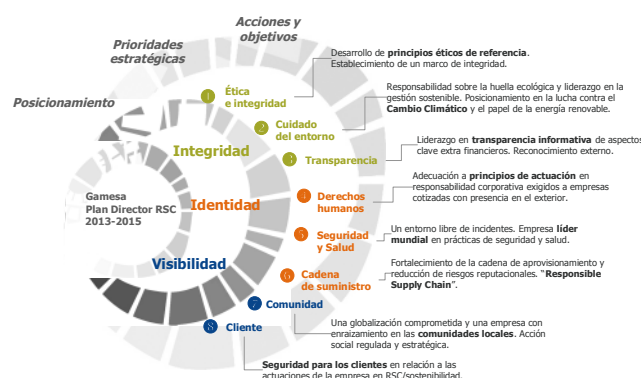 Acciones y
objetivos
Prioridades
estratégicas
Posicionamiento
Desarrollo de principios éticos de referencia.
Establecimiento de un marco de integridad.
1 Ética
e integridad
Responsabilidad sobre la huella ecológica y liderazgo en la
gestión sostenible. Posicionamiento en la lucha contra el
Cambio Climático y el papel de la energía renovable.
2 Cuidado
del entorno
Integridad
3 Transparencia
Liderazgo en transparencia informativa de aspectos
clave extra financieros. Reconocimiento externo.
Adecuación a principios de actuación en
responsabilidad corporativa exigidos a empresas
cotizadas con presencia en el exterior.
4 Derechos
humanos
Gamesa
Plan Director RSC
2013-2015
Identidad
5 Seguridad
y Salud
Un entorno libre de incidentes. Empresa líder
mundial en prácticas de seguridad y salud.
Visibilidad
6 Cadena
de suministro
Fortalecimiento de la cadena de aprovisionamiento y
reducción de riesgos reputacionales. “Responsible
Supply Chain”.
7 Comunidad
Una globalización comprometida y una empresa con
enraizamiento en las comunidades locales. Acción
social regulada y estratégica.
8 Cliente
Seguridad para los clientes en relación a las
actuaciones de la empresa en RSC/sostenibilidad.